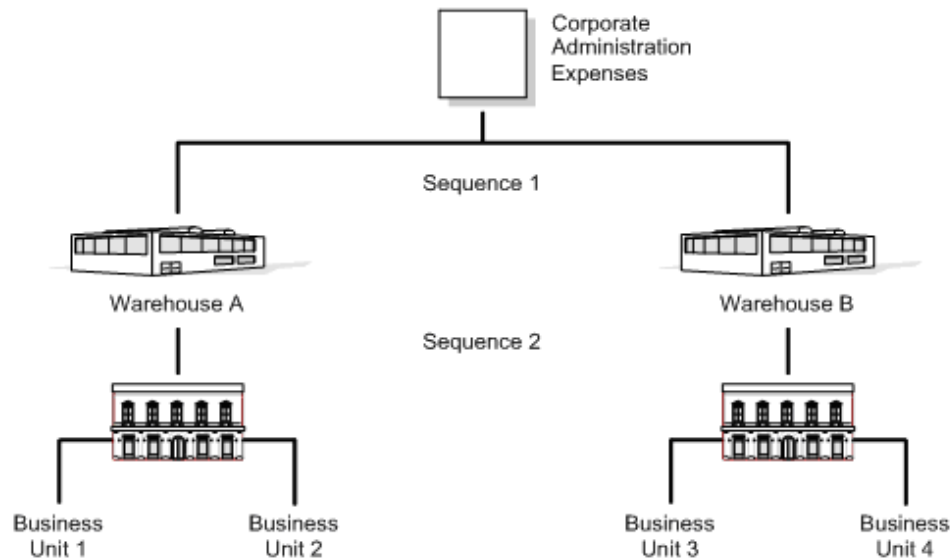 Corporate
Administration
Expenses
Sequence 1
Warehouse A
Warehouse B
Sequence 2
Business
Unit 1
Business
Unit 2
Business
Unit 3
Business
Unit 4